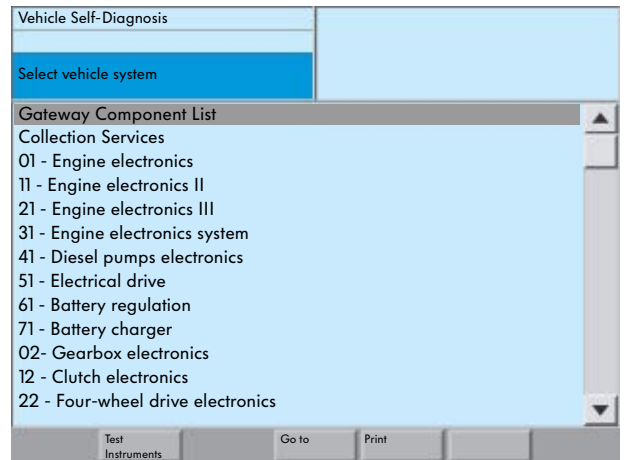 Vehicle Self-Diagnosis
Select vehicle system
Gateway Component List
Collection Services
01 - Engine electronics
11 - Engine electronics II
21 - Engine electronics III
31 - Engine electronics system
41 - Diesel pumps electronics
51 - Electrical drive
61 - Battery regulation
71 - Battery charger
02- Gearbox electronics
12 - Clutch electronics
22 - Four-wheel drive electronics
Test
Instruments
Go to
Print